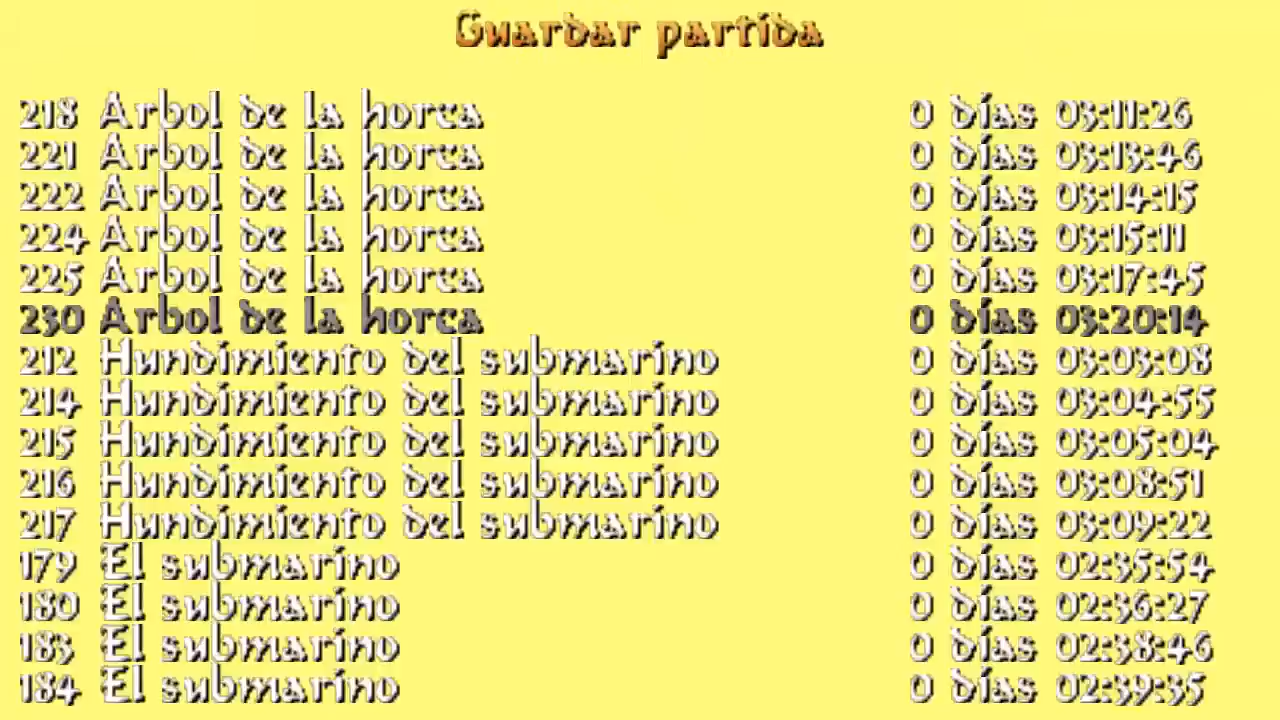 Guardar partida
218 Arbol de la horca 0 días 03:11:26
221 Arbol de la horca 0 días 03:13:46
222 Arbol de la horca 0 días 03:14:15
224 Arbol de la horca 0 días 03:15:11
225 Arbol de la horca 0 días 03:17:45
230 Arbol de la horca 0 días 03:20:14
212 Hundimiento del submarino 0 días 03:03:08
214 Hundimiento del submarino 0 días 03:04:55
215 Hundimiento del submarino 0 días 03:05:04
216 Hundimiento del submarino 0 días 03:08:51
217 Hundimiento del submarino 0 días 03:09:22
179 El submarino 0 días 02:35:54
180 El submarino 0 días 02:36:27
183 El submarino 0 días 02:38:46
184 El submarino 0 días 02:39:35